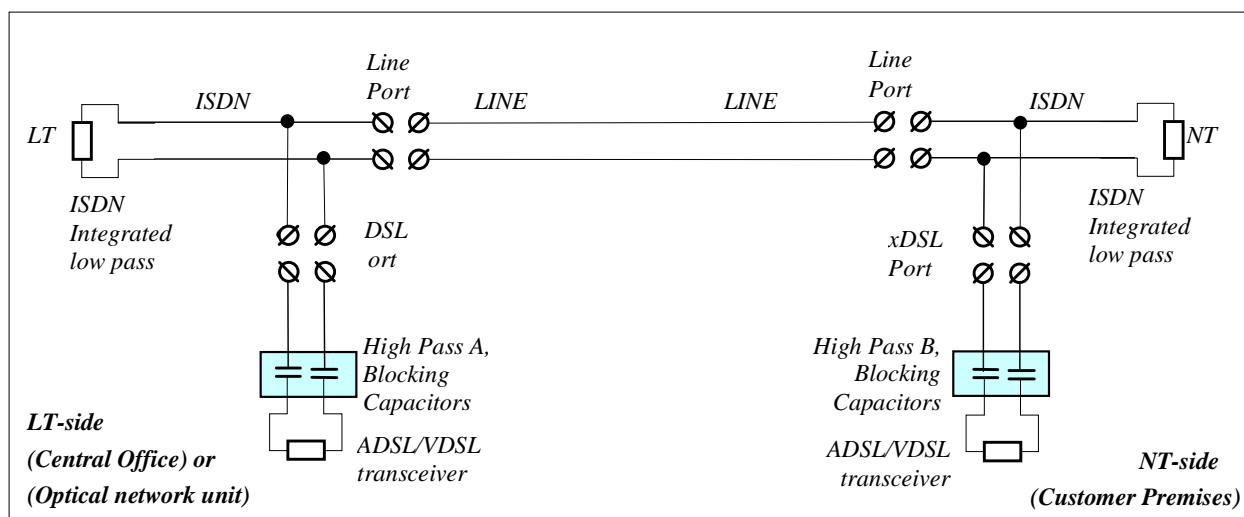 Line
Port
ISDN
LINE
LINE
Line
Port
ISDN
LT
NT
ISDN
Integrated
low pass
DSL
ort
xDSL
Port
ISDN
Integrated
low pass
High Pass A,
Blocking
Capacitors
High Pass B,
Blocking
Capacitors
ADSL/VDSL
transceiver
ADSL/VDSL
transceiver
LT-side
(Central Office) or
(Optical network unit)
NT-side
(Customer Premises)